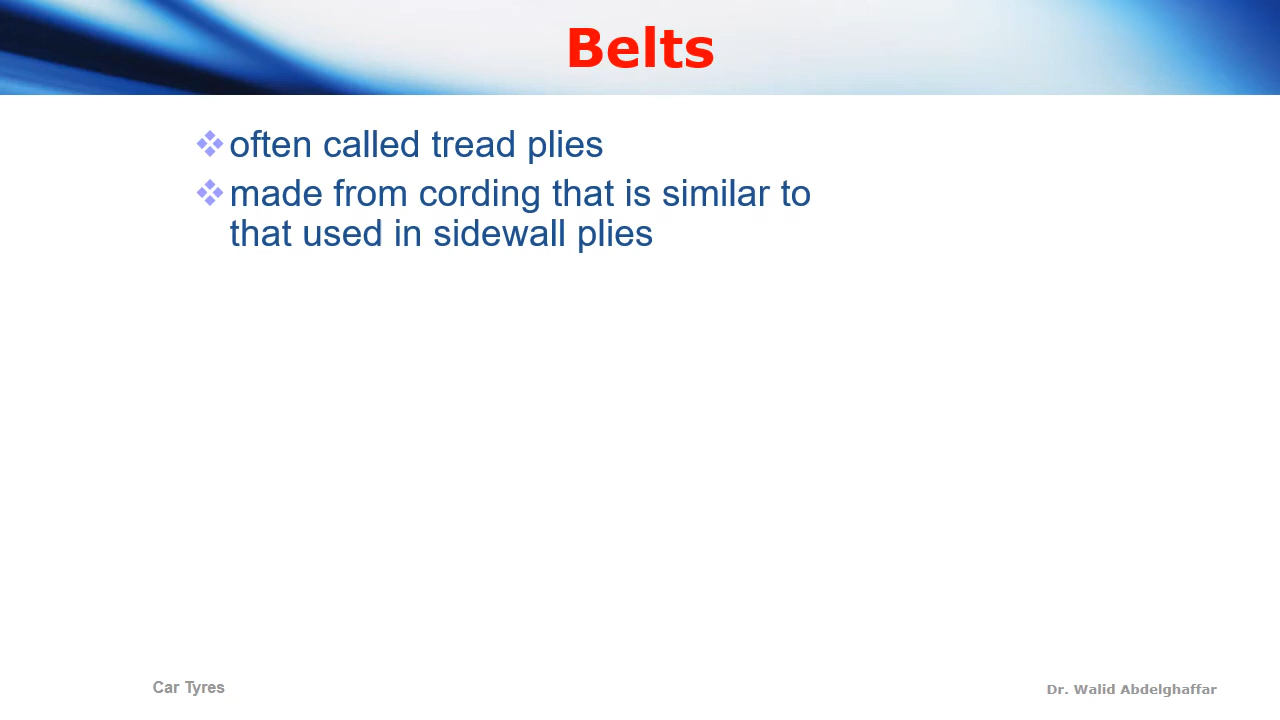 Belts
often called tread plies
made from cording that is similar to
that used in sidewall plies
Car Tyres
Dr. Walid Abdelghaffar